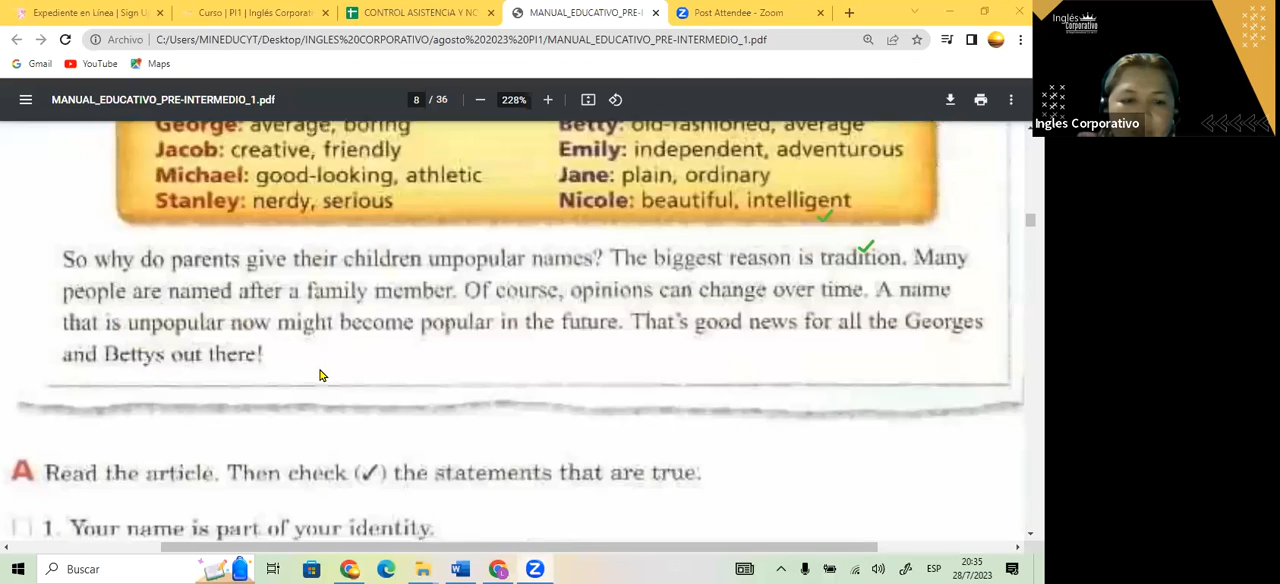 Expediente en Línea | Sign U
Curso | PI1 | Inglés Corporati
CONTROL ASISTENCIA Y NO
MANUAL_EDUCATIVO_PRE-I
Post Attendee - Zoom
Archivo
C:/Users/MINEDUCYT/Desktop/INGLES%20CORPORATIVO/agosto%202023%20PI1/MANUAL_EDUCATIVO_PRE-INTERMEDIO_1.pdf
Gmail
YouTube
Maps
MANUAL_EDUCATIVO_PRE-INTERMEDIO_1.pdf
8 / 36
228%
Inglés
Corporativo
Ingles Corporativo
George: average, boring
Betty: old-fashioned, average
Jacob: creative, friendly
Emily: independent, adventurous
Michael: good-looking, athletic
Jane: plain, ordinary
Stanley: nerdy, serious
Nicole: beautiful, intelligent
So why do parents give their children unpopular names? The biggest reason is tradition. Many
people are named after a family member. Of course, opinions can change over time. A name
that is unpopular now might become popular in the future. That's good news for all the Georges
and Bettys out there!
A Read the article. Then check (✓) the statements that are true.
1. Your name is part of your identity.
Buscar
ESP
20:35
28/7/2023